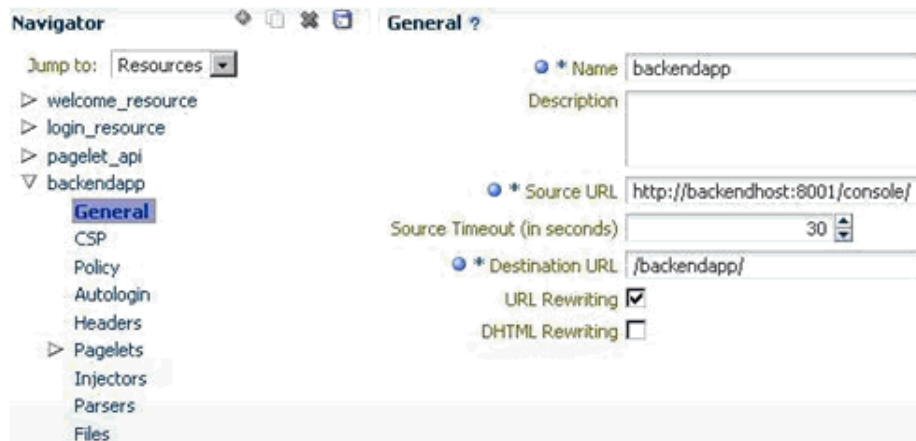 Navigator
Jump to: Resources
welcome_resource
login_resource
pagelet_api
backendapp
General
CSP
Policy
Autologin
Headers
Pagelets
Injectors
Parsers
Files
General ?
* Name backendapp
Description
* Source URL http://backendhost:8001/console/
Source Timeout (in seconds) 30
* Destination URL /backendapp/
URL Rewriting
DHTML Rewriting